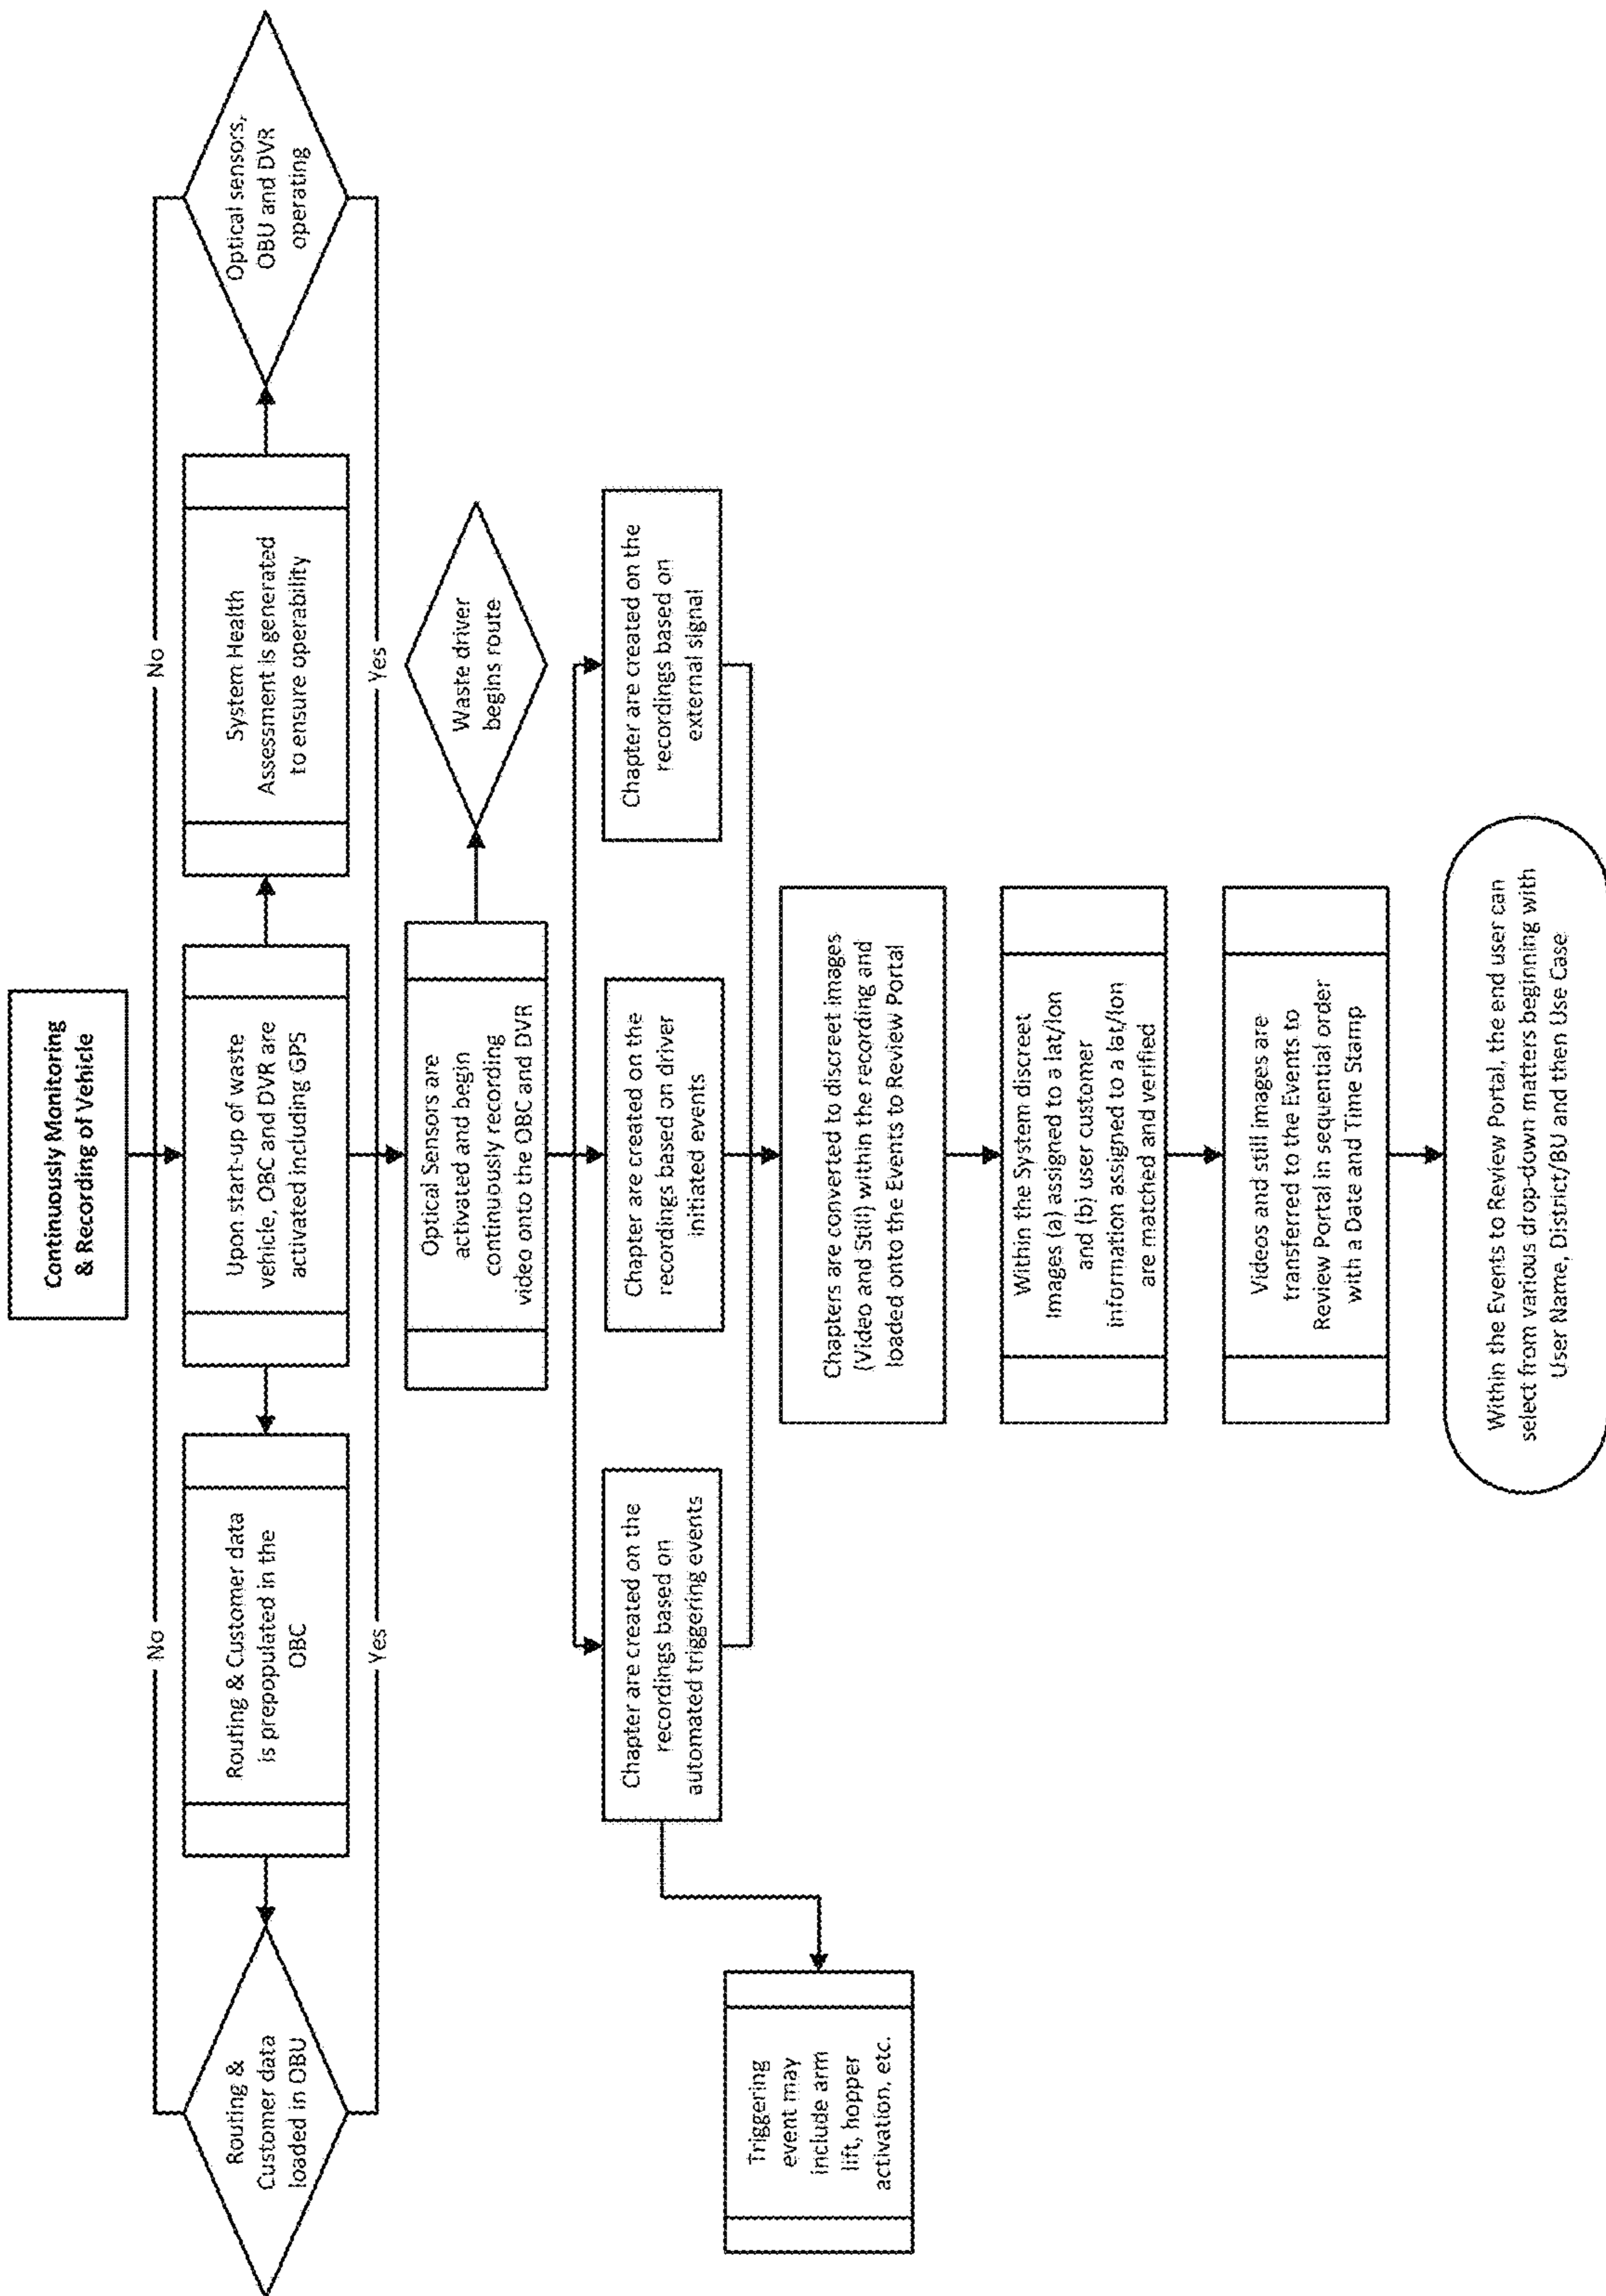 Continuously Monitoring
& Recording of Vehicle
No
No
Routing &
Customer data
loaded in OBU
Routing & Customer data
is prepopulated in the
OBC
Upon start-up of waste
vehicle, OBC and DVR are
activated including GPS
System Health
Assessment is generated
to ensure operability
Optical sensors,
OBU and DVR
operating
Yes
Yes
Optical Sensors are
activated and begin
continuously recording
video onto the OBC and DVR
Waste driver
begins route
Chapter are created on the
recordings based on
automated triggering events
Chapter are created on the
recordings based on driver
initiated events
Chapter are created on the
recordings based on
external signal
Triggering
event may
include arm
lift, hopper
activation, etc.
Chapters are converted to discreet images
(Video and Still) within the recording and
loaded onto the Events to Review Portal
Within the System discreet
images (a) assigned to a lat/lon
and (b) user customer
information assigned to a lat/lon
are matched and verified
Videos and still images are
transferred to the Events to
Review Portal in sequential order
with a Date and Time Stamp
Within the Events to Review Portal, the end user can
select from various drop-down matters beginning with
User Name, District/BU and then Use Case